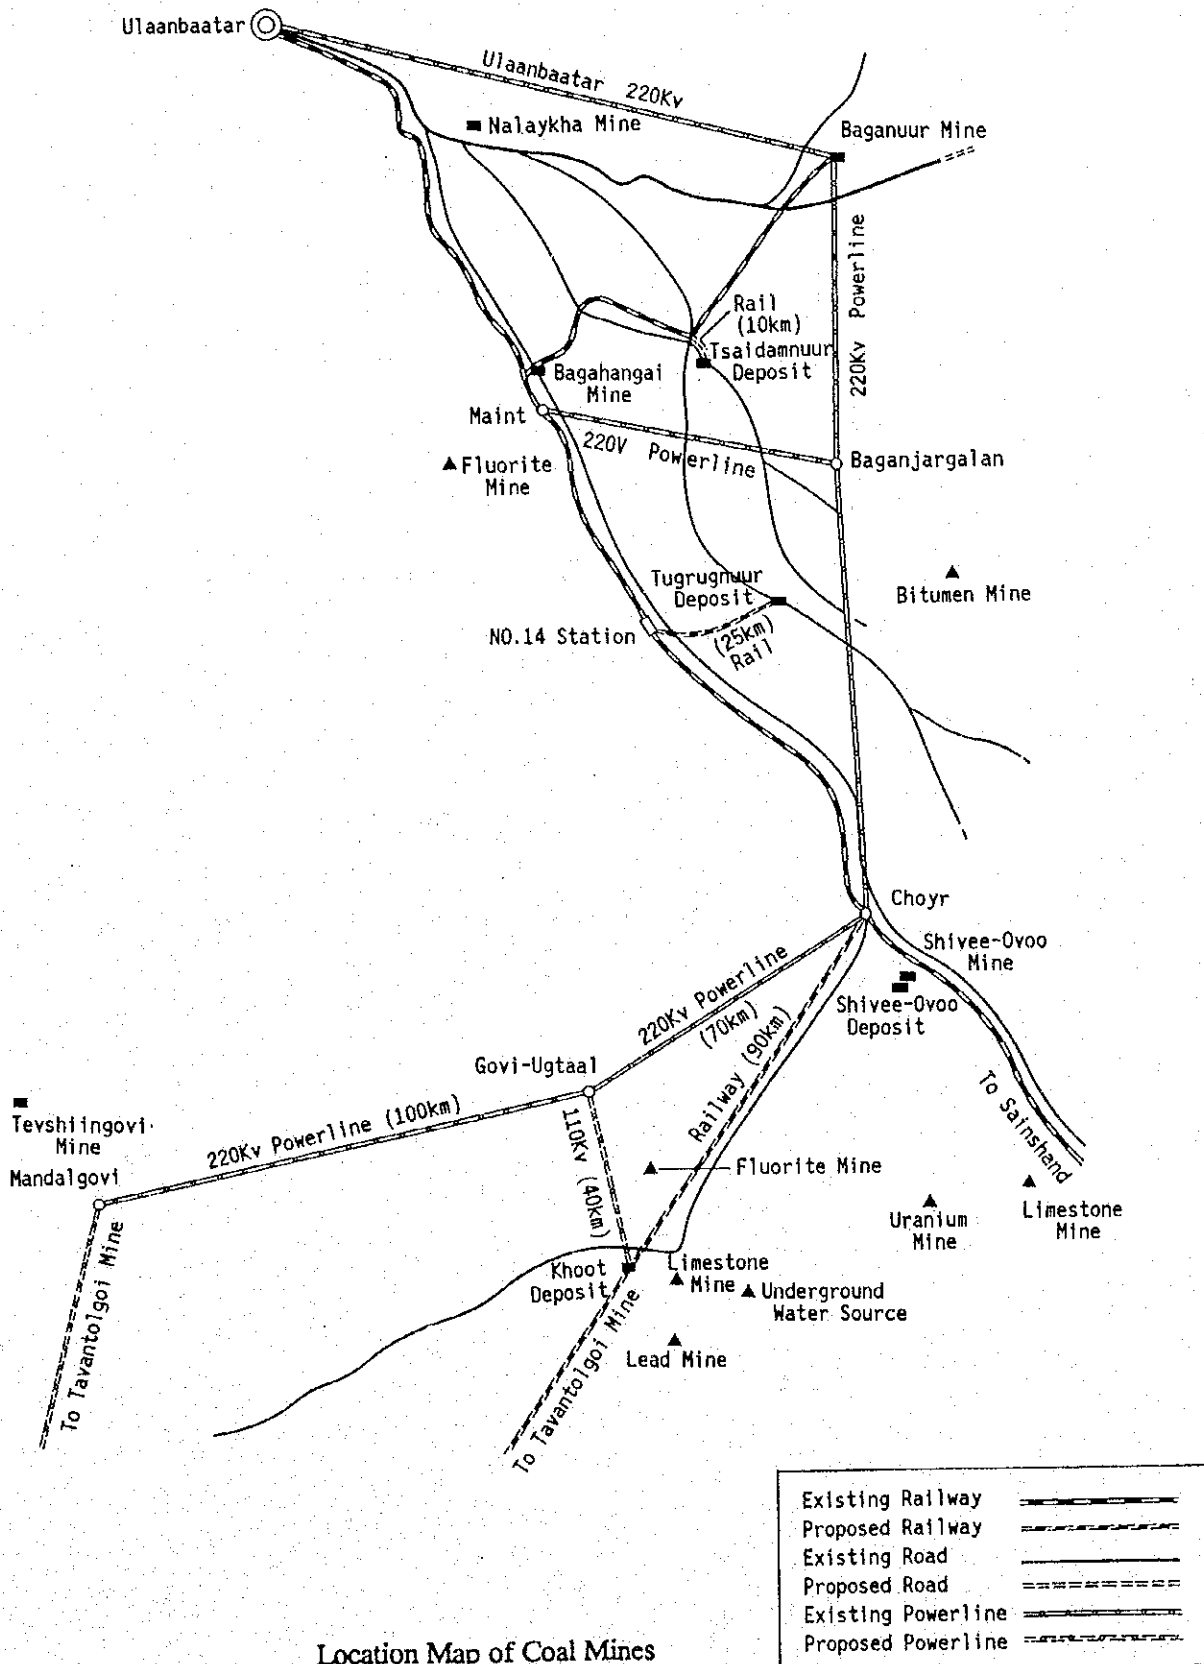 Ulaanbaatar
Ulaanbaatar 220Kv
Nalaykha Mine
Baganuur Mine
220Kv Powerline
Rail
(10km)
Tsaidamnuur
Deposit
Bagahangai
Mine
Maint
220V Powerline
Baganjargalan
Fluorite
Mine
Tugrugnuur
Deposit
Bitumen Mine
NO.14 Station
(25km)
Rail
Choyr
Shivee-Ovoo
Mine
Shivee-Ovoo
Deposit
220Kv Powerline
(70km)
Railway (90km)
Govi-Ugtaal
To Sainshand
Tevshiingovi
Mine
220Kv Powerline (100km)
110Kv (40km)
Mandalgovi
Fluorite Mine
Uranium
Mine
Limestone
Mine
To Tavantolgoi Mine
Khoot
Deposit
Limestone
Mine
Underground
Water Source
Lead Mine
To Tavantolgoi Mine
Existing Railway
Proposed Railway
Existing Road
Proposed Road
Existing Powerline
Proposed Powerline
Location Map of Coal Mines